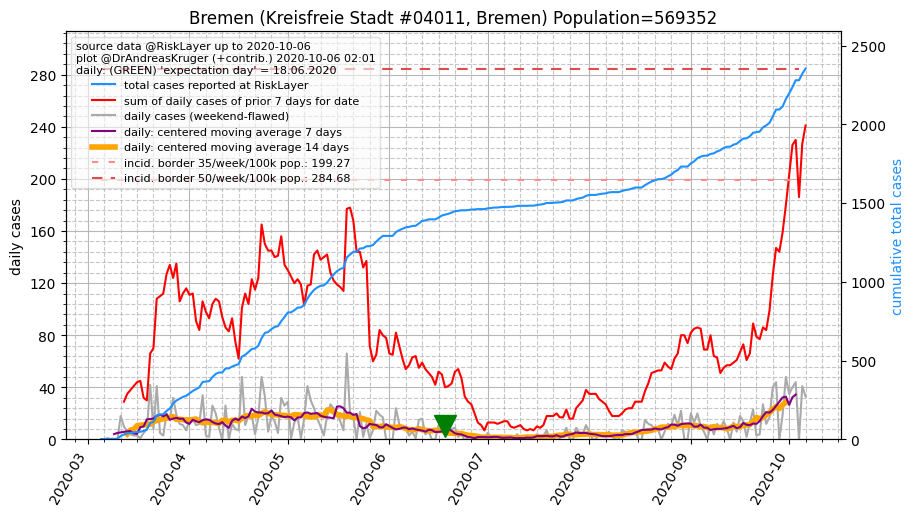 Bremen (Kreisfreie Stadt #04011, Bremen) Population=569352
source data @RiskLayer up to 2020-10-06
plot @DrAndreasKruger (+contrib.) 2020-10-06 02:01
daily: (GREEN) 'expectation day' = 18.06.2020
total cases reported at RiskLayer
sum of daily cases of prior 7 days for date
daily cases (weekend-flawed)
daily: centered moving average 7 days
daily: centered moving average 14 days
incid. border 35/week/100k pop.: 199.27
incid. border 50/week/100k pop.: 284.68
daily cases
280
240
200
160
120
80
40
0
2500
2000
1500
1000
500
0
cumulative total cases
2020-03
2020-04
2020-05
2020-06
2020-07
2020-08
2020-09
2020-10